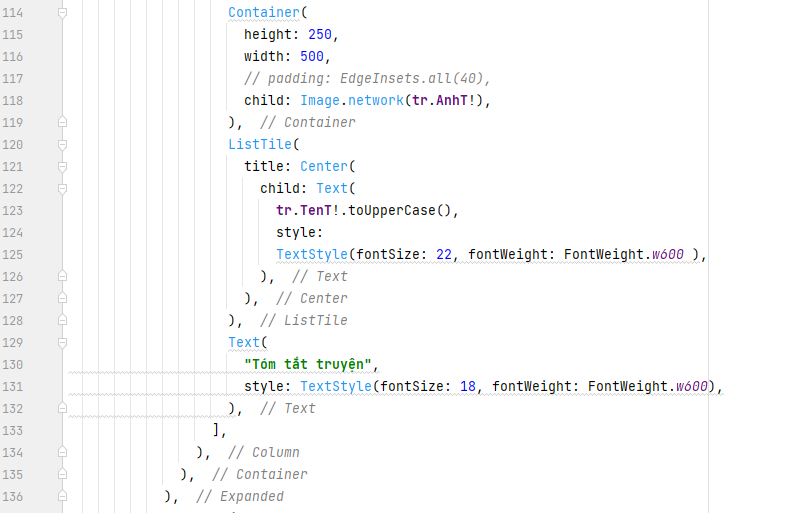 114 Container(
115 height: 250,
116 width: 500,
117 // padding: EdgeInsets.all(40),
118 child: Image.network(tr.AnhT!),
119 ), // Container
120 ListTile(
121 title: Center(
122 child: Text(
123 tr.TenT!.toUpperCase(),
124 style:
125 TextStyle(fontSize: 22, fontWeight: FontWeight.w600 ),
126 ), // Text
127 ), // Center
128 ), // ListTile
129 Text(
130 "Tóm tắt truyện",
131 style: TextStyle(fontSize: 18, fontWeight: FontWeight.w600),
132 ), // Text
133 ],
134 ), // Column
135 ), // Container
136 ), // Expanded